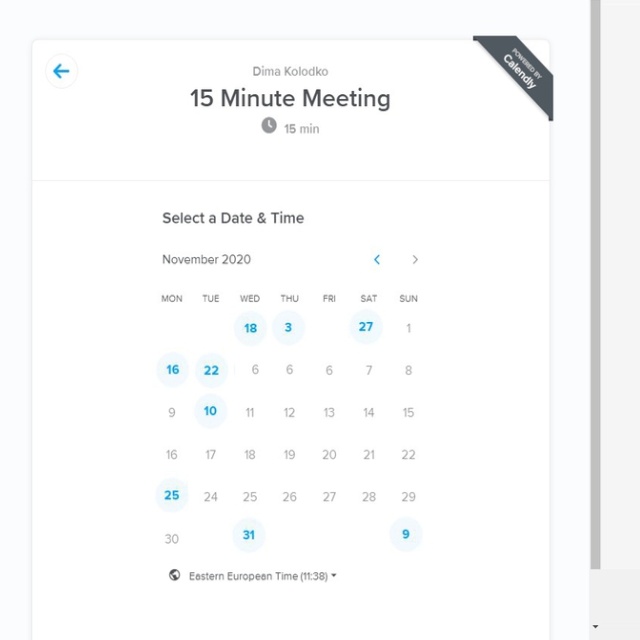 POWERED BY
Calendly
Dima Kolodko
15 Minute Meeting
15 min
Select a Date & Time
November 2020
MON TUE WED THU FRI SAT SUN
18 3 27 1
16 22 6 6 6 7 8
9 10 11 12 13 14 15
16 17 18 19 20 21 22
25 24 25 26 27 28 29
30 31 9
Eastern European Time (11:38)